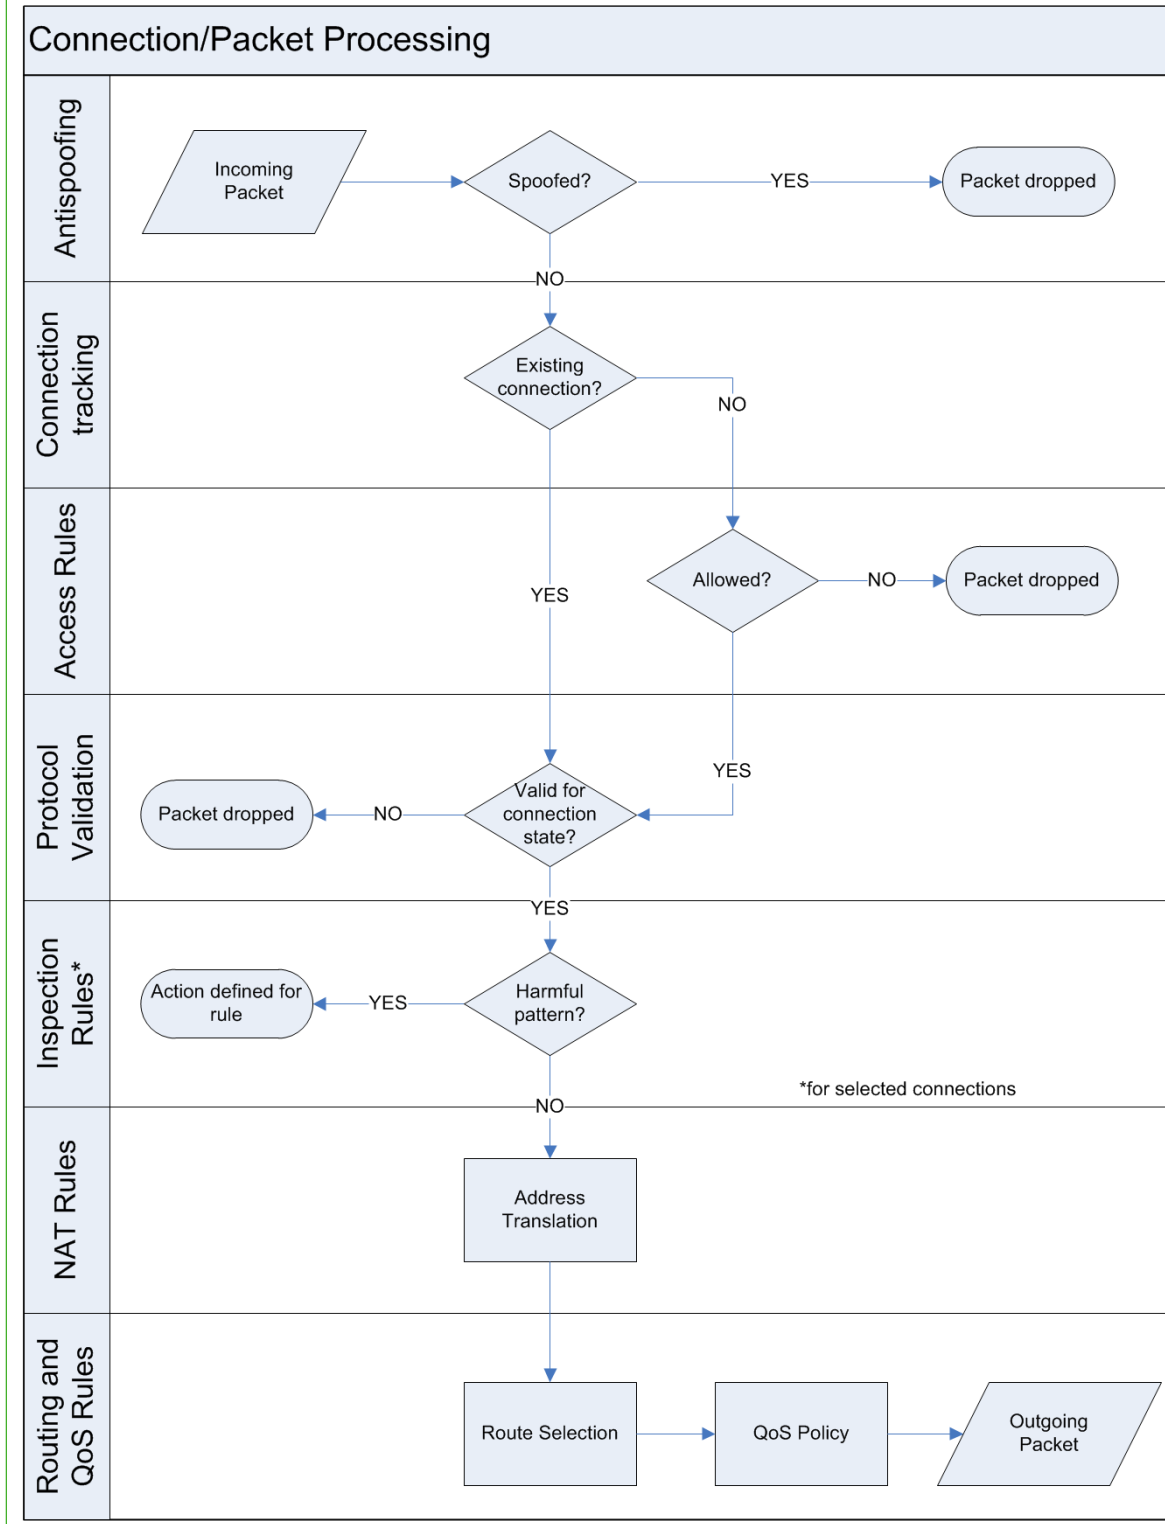 Connection/Packet Processing
Antispoofing
Incoming
Packet
Spoofed?
YES
Packet dropped
NO
Connection
tracking
Existing
connection?
NO
Access Rules
YES
Allowed?
NO
Packet dropped
Protocol
Validation
YES
Packet dropped
NO
Valid for
connection
state?
YES
Inspection
Rules*
Action defined for
rule
YES
Harmful
pattern?
*for selected connections
NO
NAT Rules
Address
Translation
Routing and
QoS Rules
Route Selection
QoS Policy
Outgoing
Packet